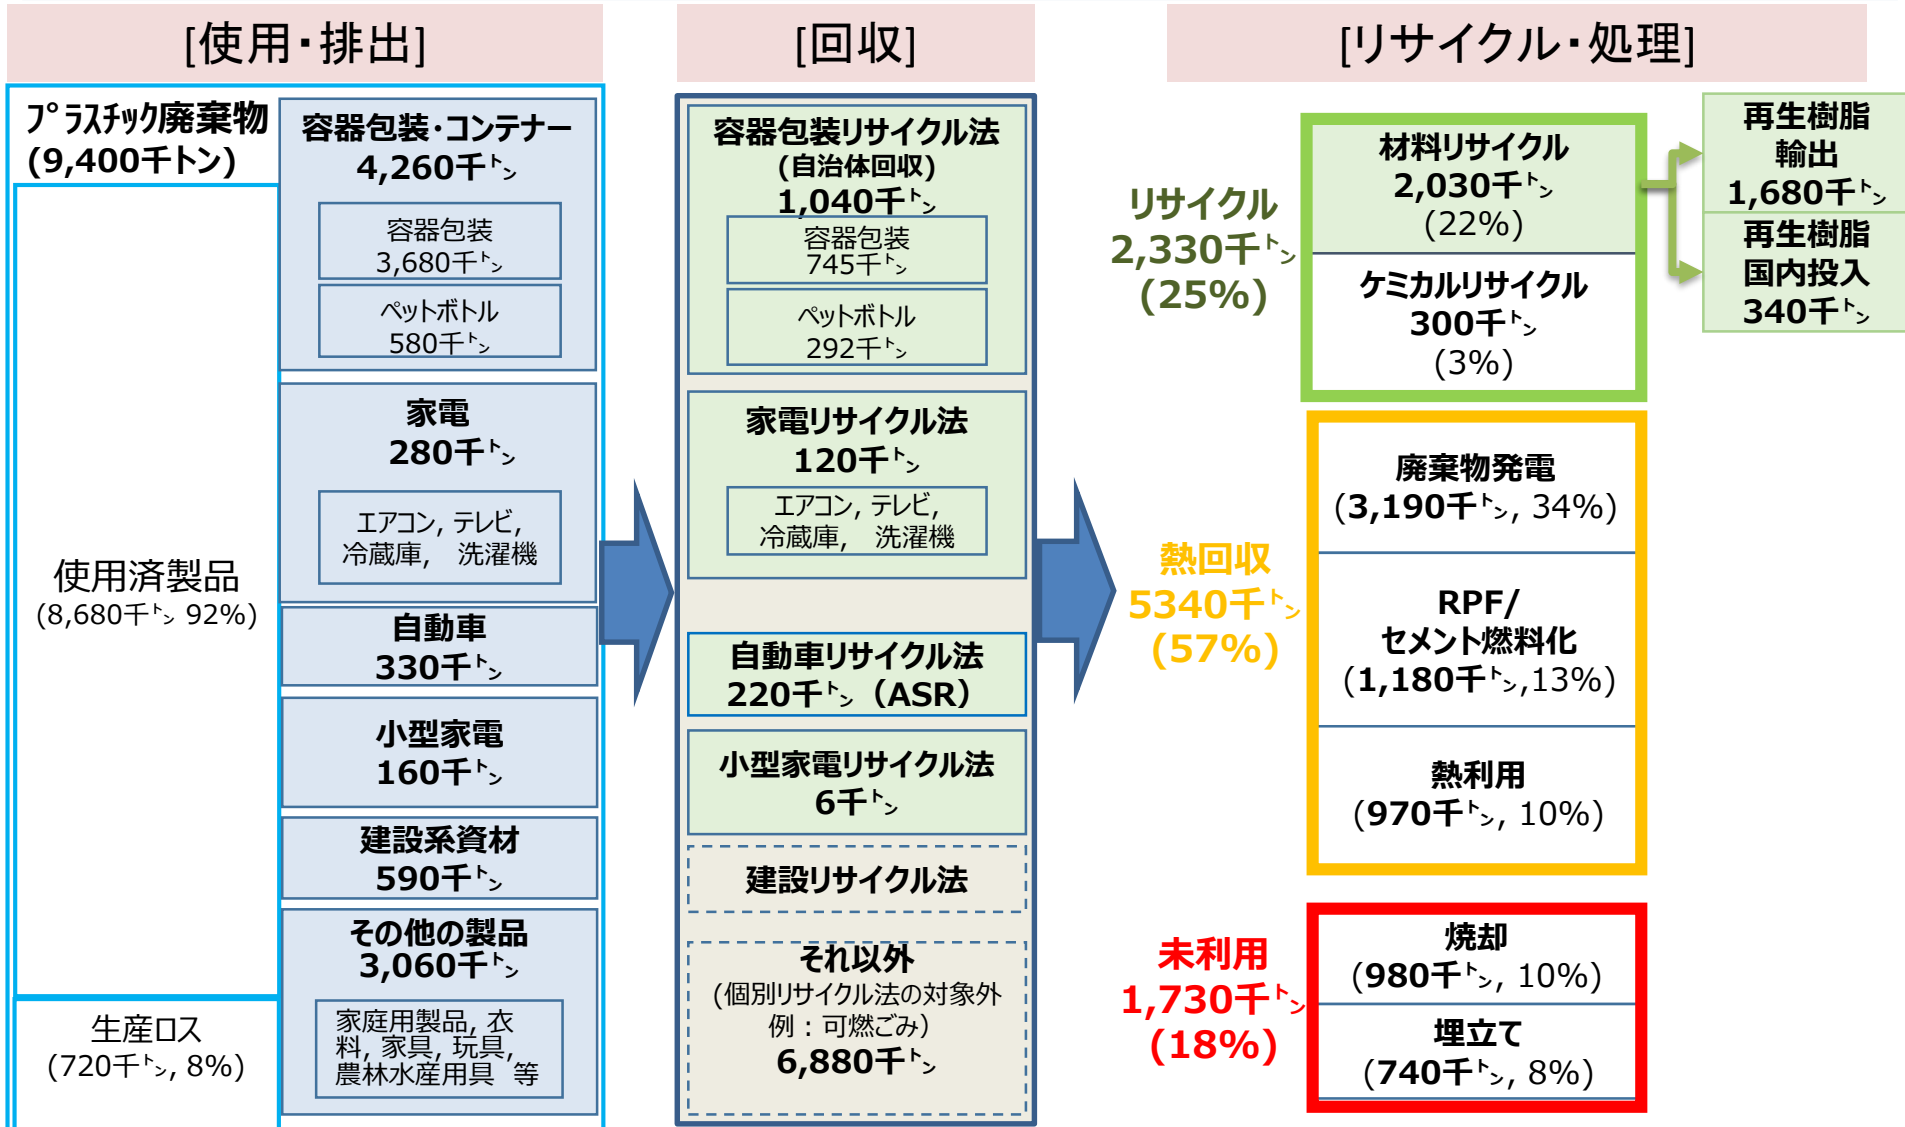 [使用・排出]
プラスチック廃棄物
(9,400千トン)
使用済製品
(8,680千トン 92%)
生産ロス
(720千トン, 8%)
容器包装・コンテナー
4,260千トン
容器包装
3,680千トン
ペットボトル
580千トン
家電
280千トン
エアコン, テレビ,
冷蔵庫, 洗濯機
自動車
330千トン
小型家電
160千トン
建設系資材
590千トン
その他の製品
3,060千トン
家庭用製品, 衣
料, 家具, 玩具,
農林水産用具 等
[回収]
容器包装リサイクル法
(自治体回収)
1,040千トン
容器包装
745千トン
ペットボトル
292千トン
家電リサイクル法
120千トン
エアコン, テレビ,
冷蔵庫, 洗濯機
自動車リサイクル法
220千トン（ASR）
小型家電リサイクル法
6千トン
建設リサイクル法
それ以外
(個別リサイクル法の対象外
例：可燃ごみ)
6,880千トン
[リサイクル・処理]
リサイクル
2,330千トン
(25%)
材料リサイクル
2,030千トン
(22%)
ケミカルリサイクル
300千トン
(3%)
再生樹脂
輸出
1,680千トン
再生樹脂
国内投入
340千トン
熱回収
5340千トン
(57%)
廃棄物発電
(3,190千トン, 34%)
RPF/
セメント燃料化
(1,180千トン,13%)
熱利用
(970千トン, 10%)
未利用
1,730千トン
(18%)
焼却
(980千トン, 10%)
埋立て
(740千トン, 8%)